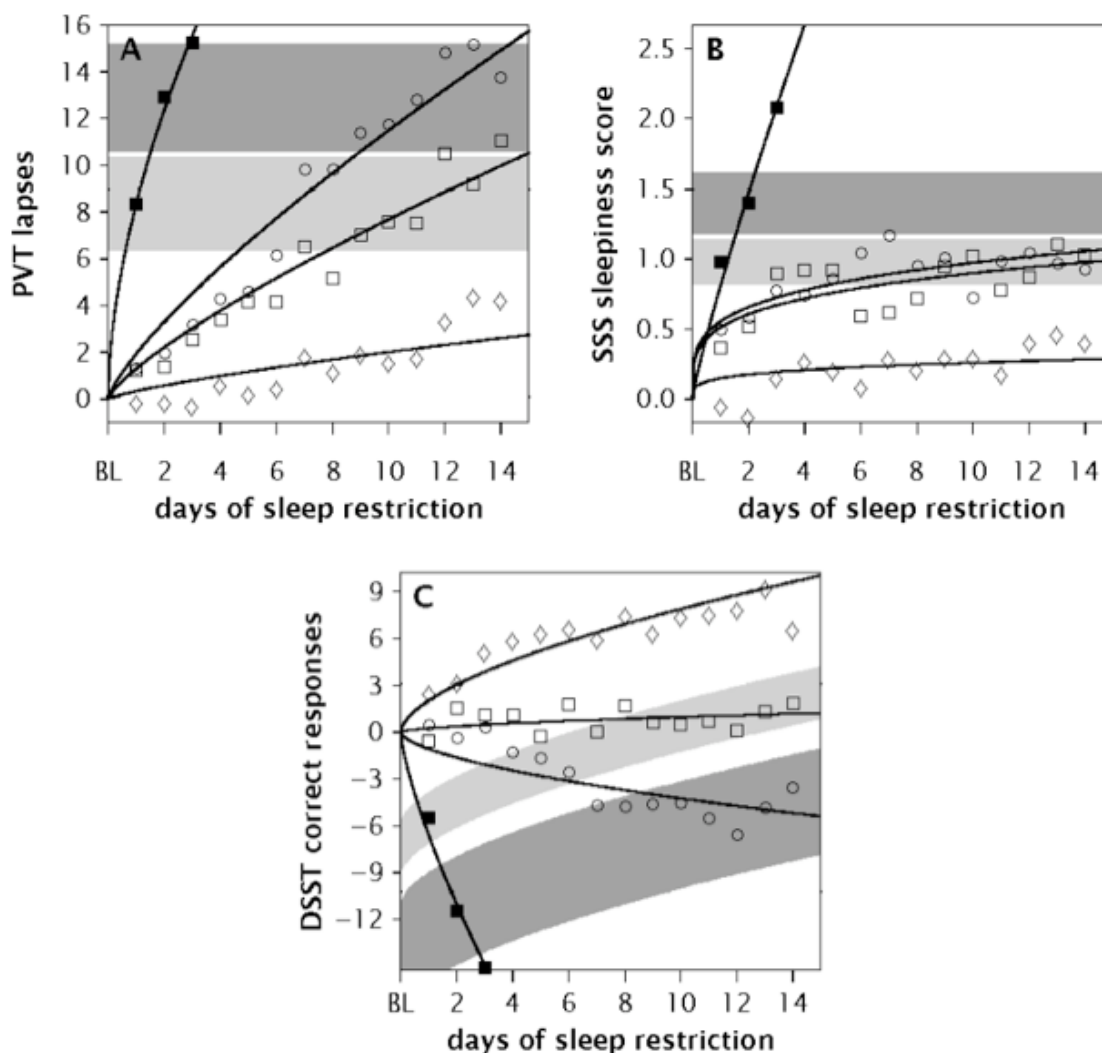 A
PVT lapses
16
14
12
10
8
6
4
2
0
BL 2 4 6 8 10 12 14
days of sleep restriction
B
SSS sleepiness score
2.5
2.0
1.5
1.0
0.5
0.0
BL 2 4 6 8 10 12 14
days of sleep restriction
C
DSST correct responses
9
6
3
0
−3
−6
−9
−12
BL 2 4 6 8 10 12 14
days of sleep restriction